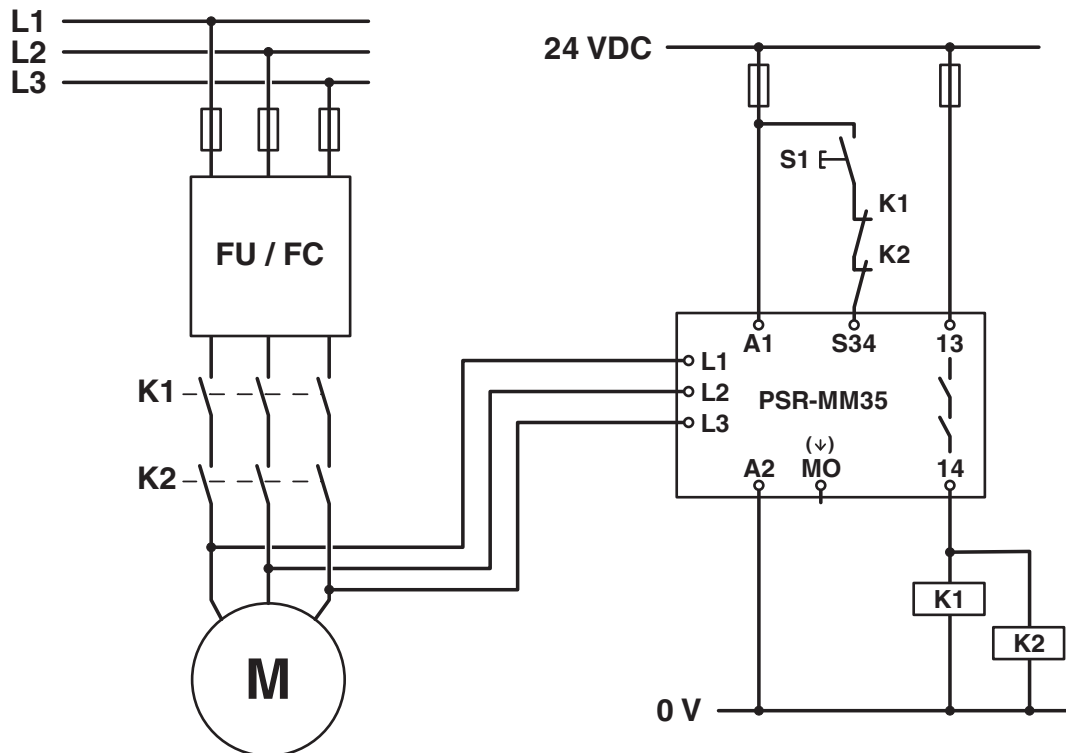 L1
L2
L3
FU / FC
K1
K2
M
24 VDC
S1
K1
K2
A1
S34
13
L1
L2
L3
PSR-MM35
(↓)
A2
MO
14
K1
K2
0 V